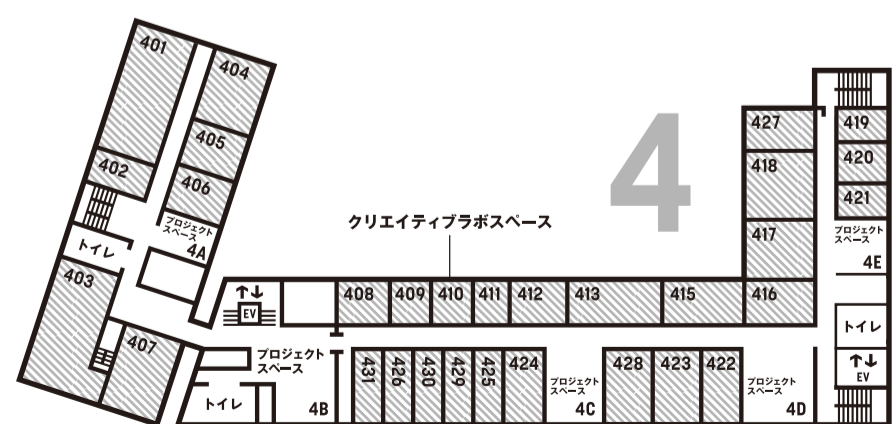 401
404
405
402
406
プロジェクト
スペース
4A
トイレ
403
407
4
クリエイティブラボスペース
EV
408
409
410
411
412
413
415
416
427
418
417
419
420
421
プロジェクト
スペース
4E
トイレ
EV
プロジェクト
スペース
4B
トイレ
431
426
430
429
425
424
プロジェクト
スペース
4C
428
423
422
プロジェクト
スペース
4D